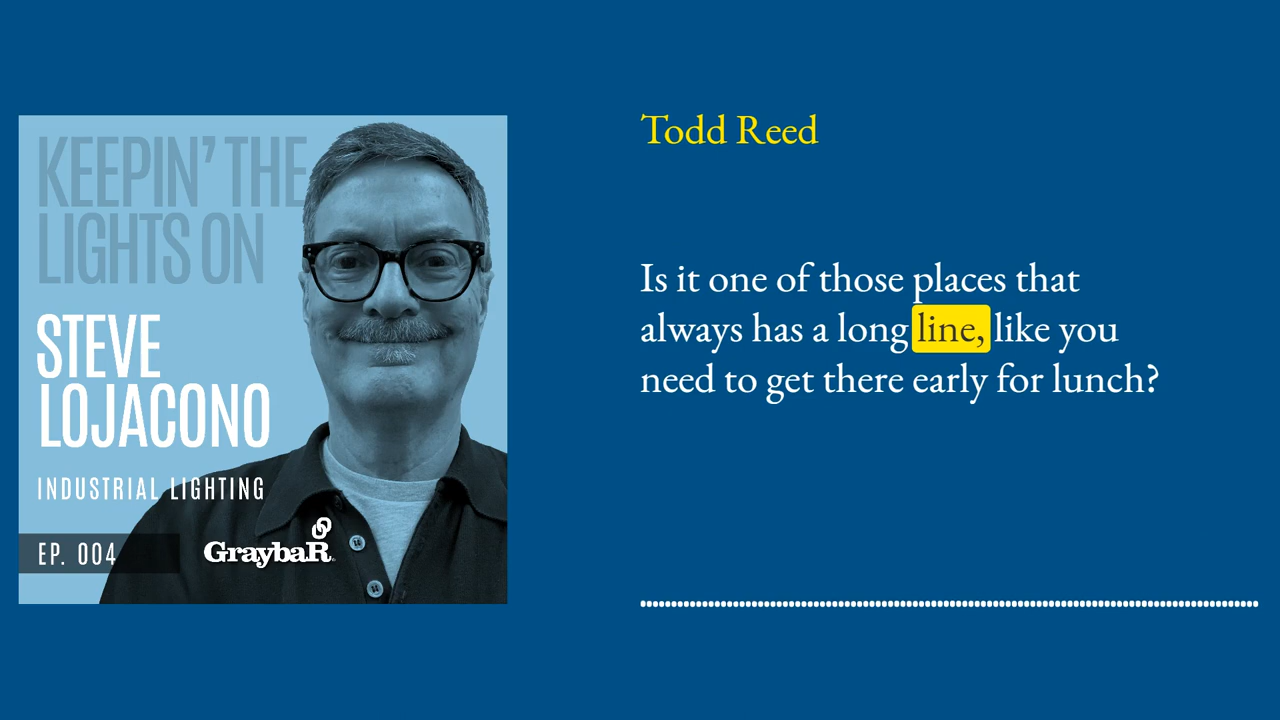 KEEPIN' THE
LIGHTS ON
STEVE
LOJACONO
INDUSTRIAL LIGHTING
EP. 004
GraybaR
Todd Reed
Is it one of those places that
always has a long line, like you
need to get there early for lunch?